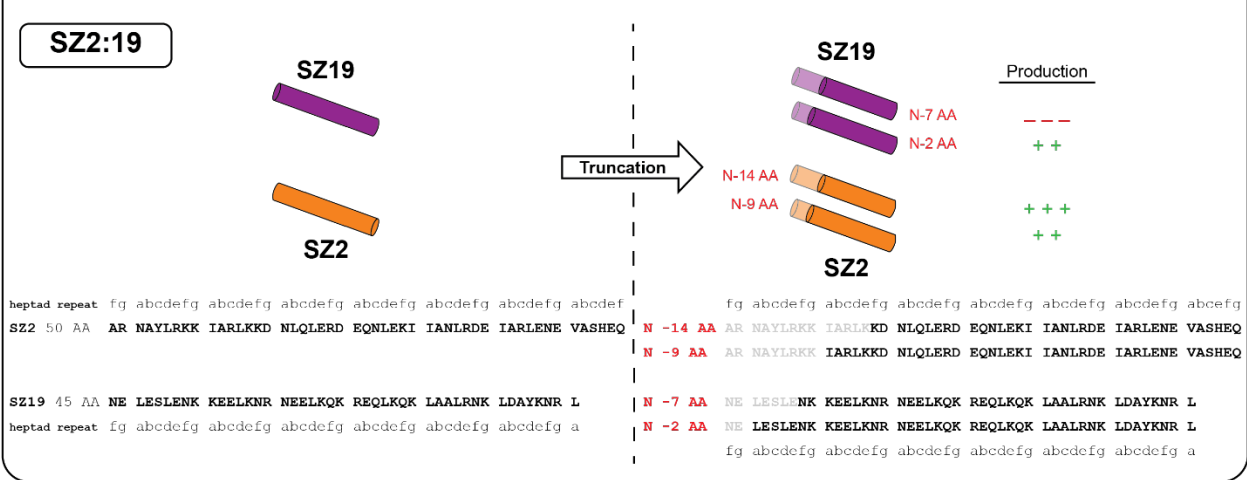 SZ2:19
SZ19
SZ2
Truncation
SZ19
Production
N-7 AA
− − −
N-2 AA
+ +
N-14 AA
N-9 AA
+ + +
+ +
SZ2
heptad repeat fg abcdefg abcdefg abcdefg abcdefg abcdefg abcdefg abcdef
SZ2 50 AA AR NAYLRKK IARLKKD NLQLERD EQNLEKI IANLRDE IARLENE VASHEQ
SZ19 45 AA NE LESLENK KEELKNR NEELKQK REQLKQK LAALRNK LDAYKNR L
heptad repeat fg abcdefg abcdefg abcdefg abcdefg abcdefg abcdefg a
fg abcdefg abcdefg abcdefg abcdefg abcdefg abcdefg abcefg
N -14 AA AR NAYLRKK IARLKKD NLQLERD EQNLEKI IANLRDE IARLENE VASHEQ
N -9 AA AR NAYLRKK IARLKKD NLQLERD EQNLEKI IANLRDE IARLENE VASHEQ
N -7 AA NE LESLENK KEELKNR NEELKQK REQLKQK LAALRNK LDAYKNR L
N -2 AA NE LESLENK KEELKNR NEELKQK REQLKQK LAALRNK LDAYKNR L
fg abcdefg abcdefg abcdefg abcdefg abcdefg abcdefg a